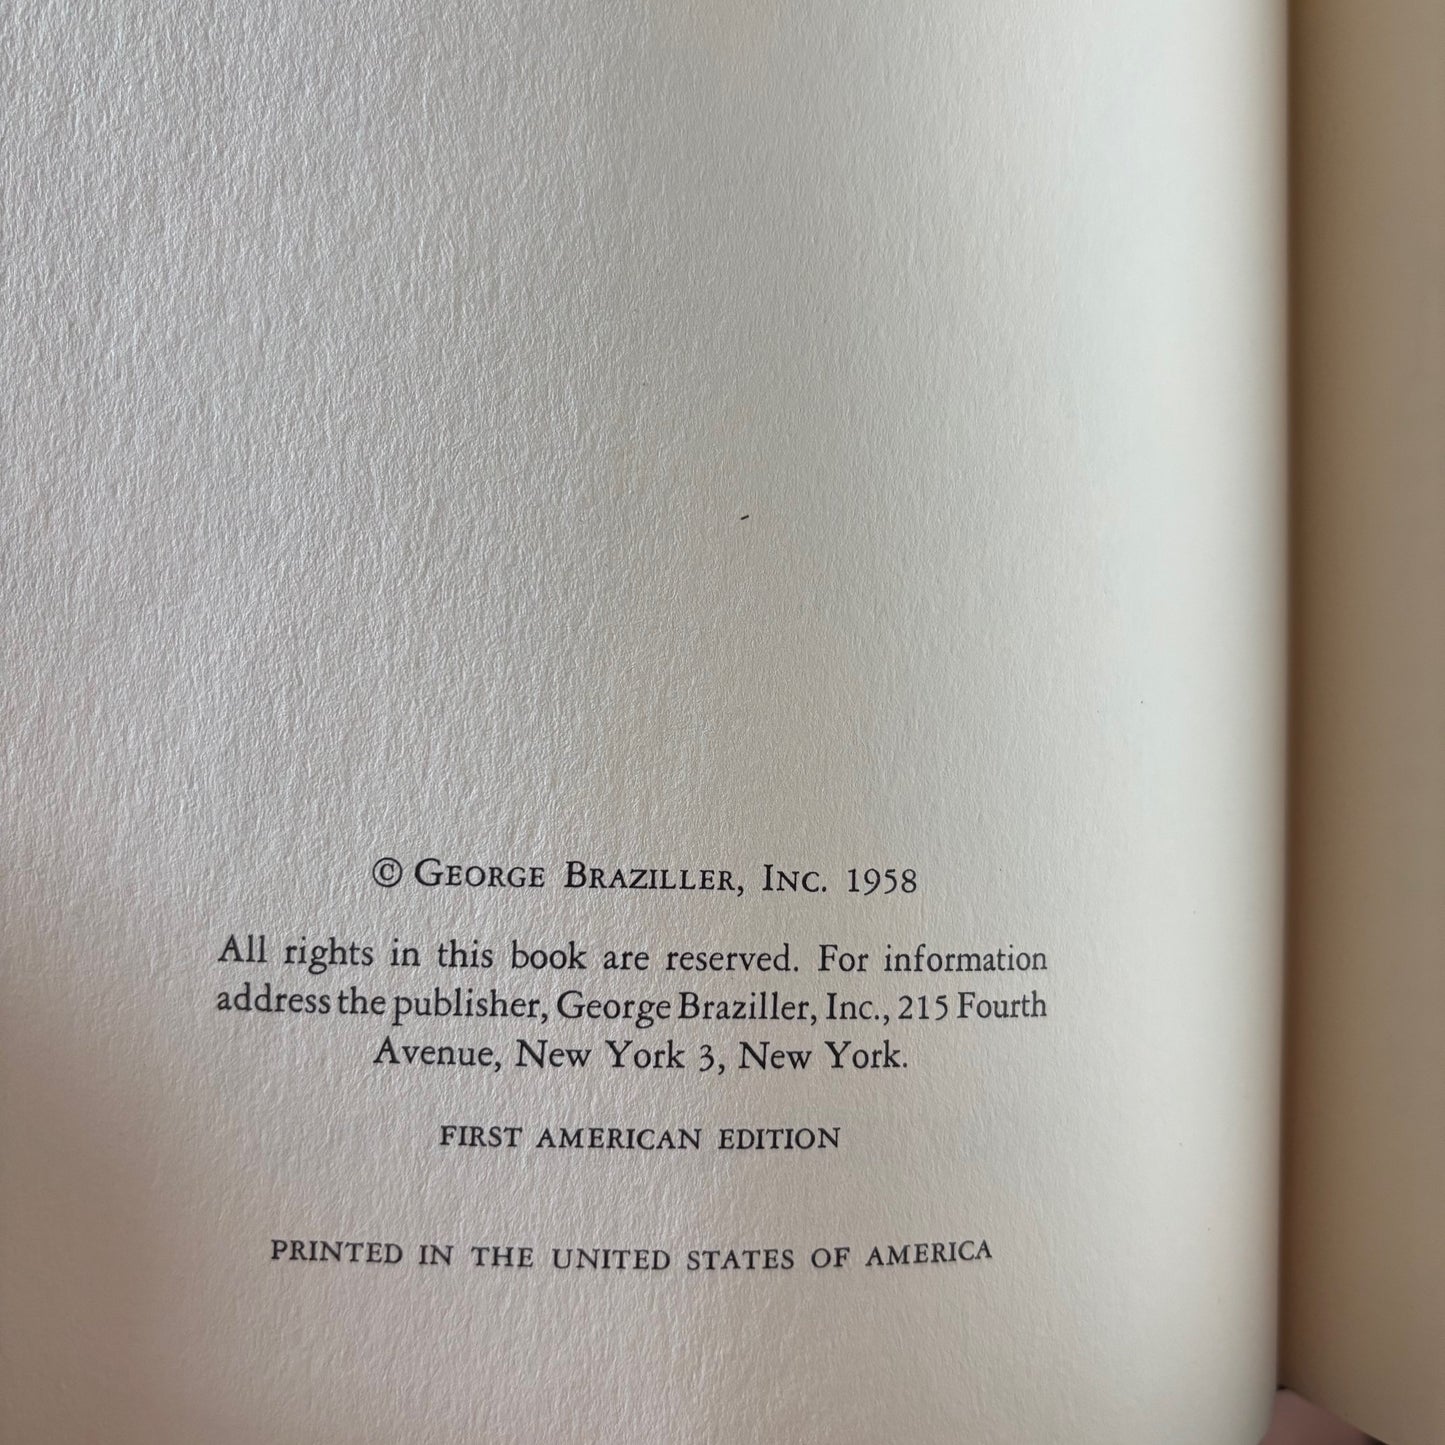 © George Braziller, Inc. 1958
All rights in this book are reserved. For information
address the publisher, George Braziller, Inc., 215 Fourth
Avenue, New York 3, New York.
FIRST AMERICAN EDITION
PRINTED IN THE UNITED STATES OF AMERICA